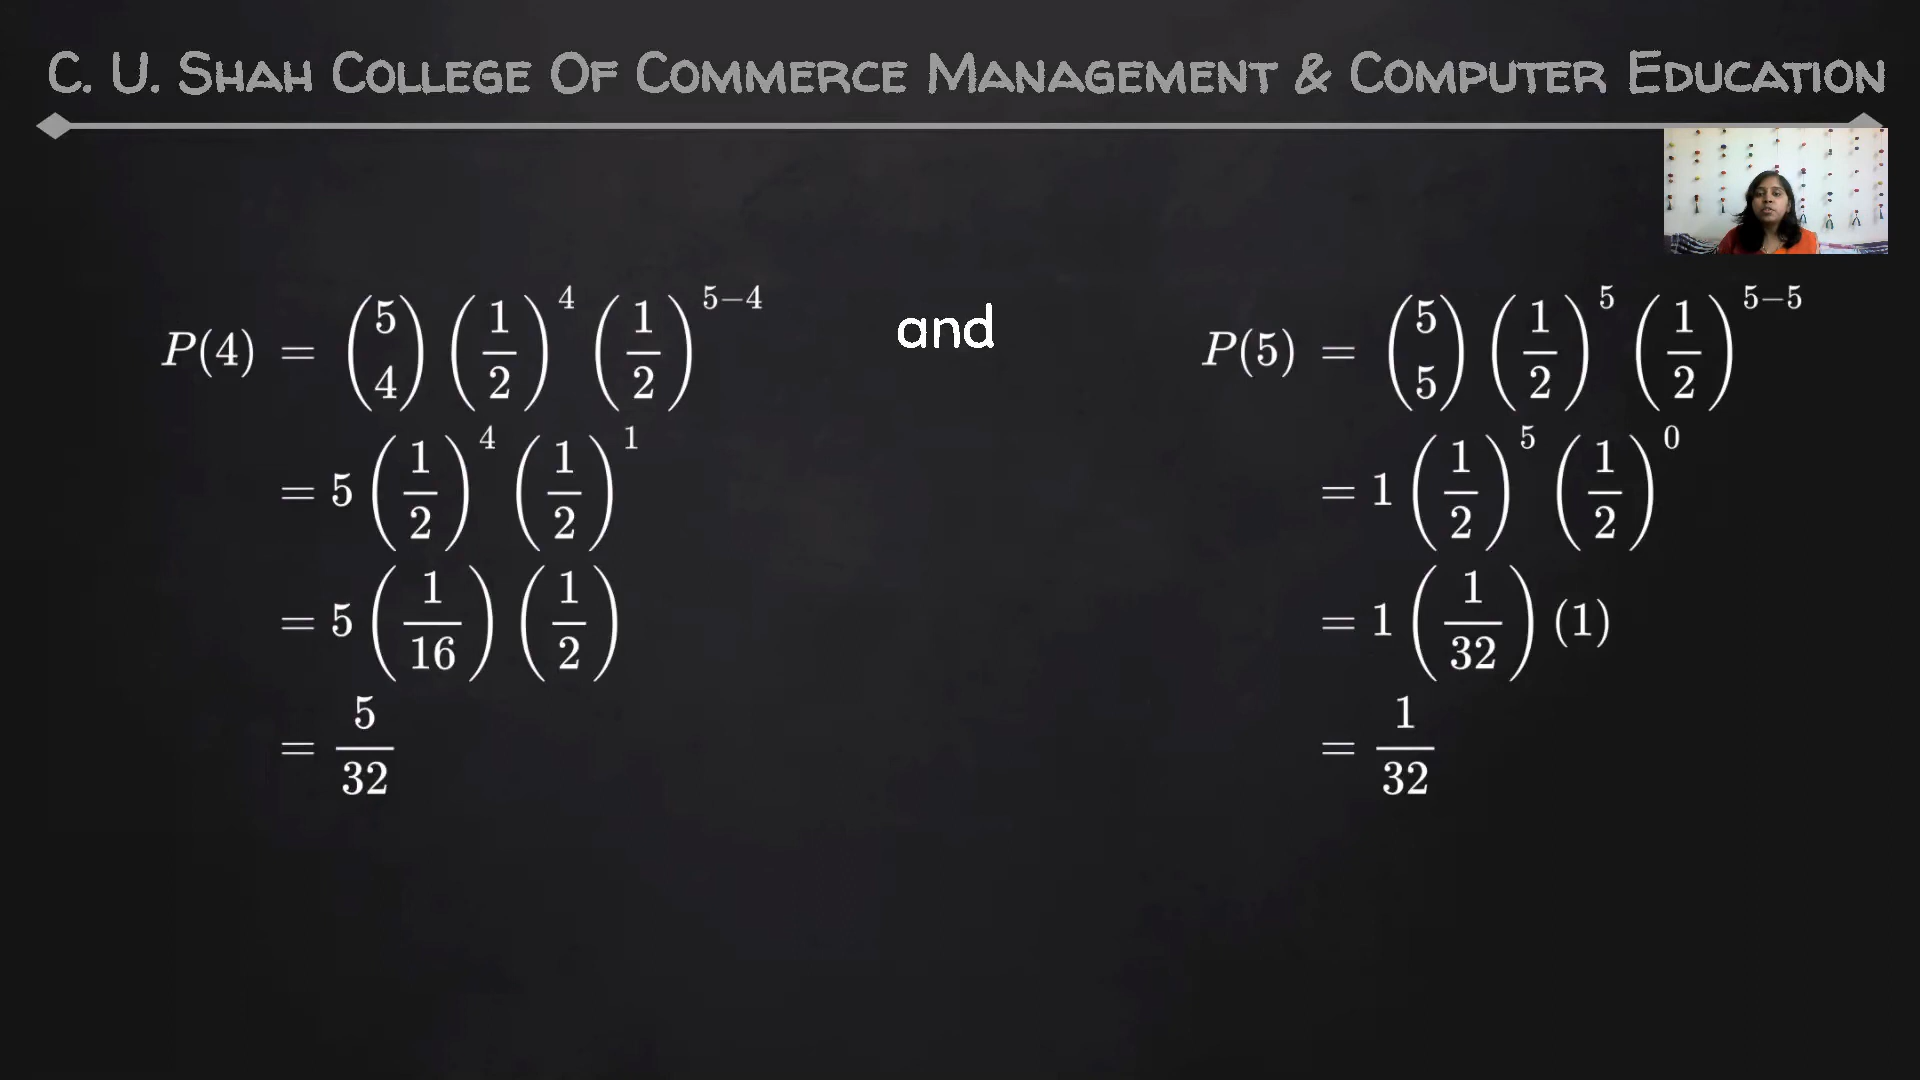 C. U. SHAH COLLEGE OF COMMERCE MANAGEMENT & COMPUTER EDUCATION
P(4) = (5 4) (1/2)^4 (1/2)^{5−4}
and
P(5) = (5 5) (1/2)^5 (1/2)^{5−5}
= 5 (1/2)^4 (1/2)^1
= 1 (1/2)^5 (1/2)^0
= 5 (1/16) (1/2)
= 1 (1/32) (1)
= 5/32
= 1/32